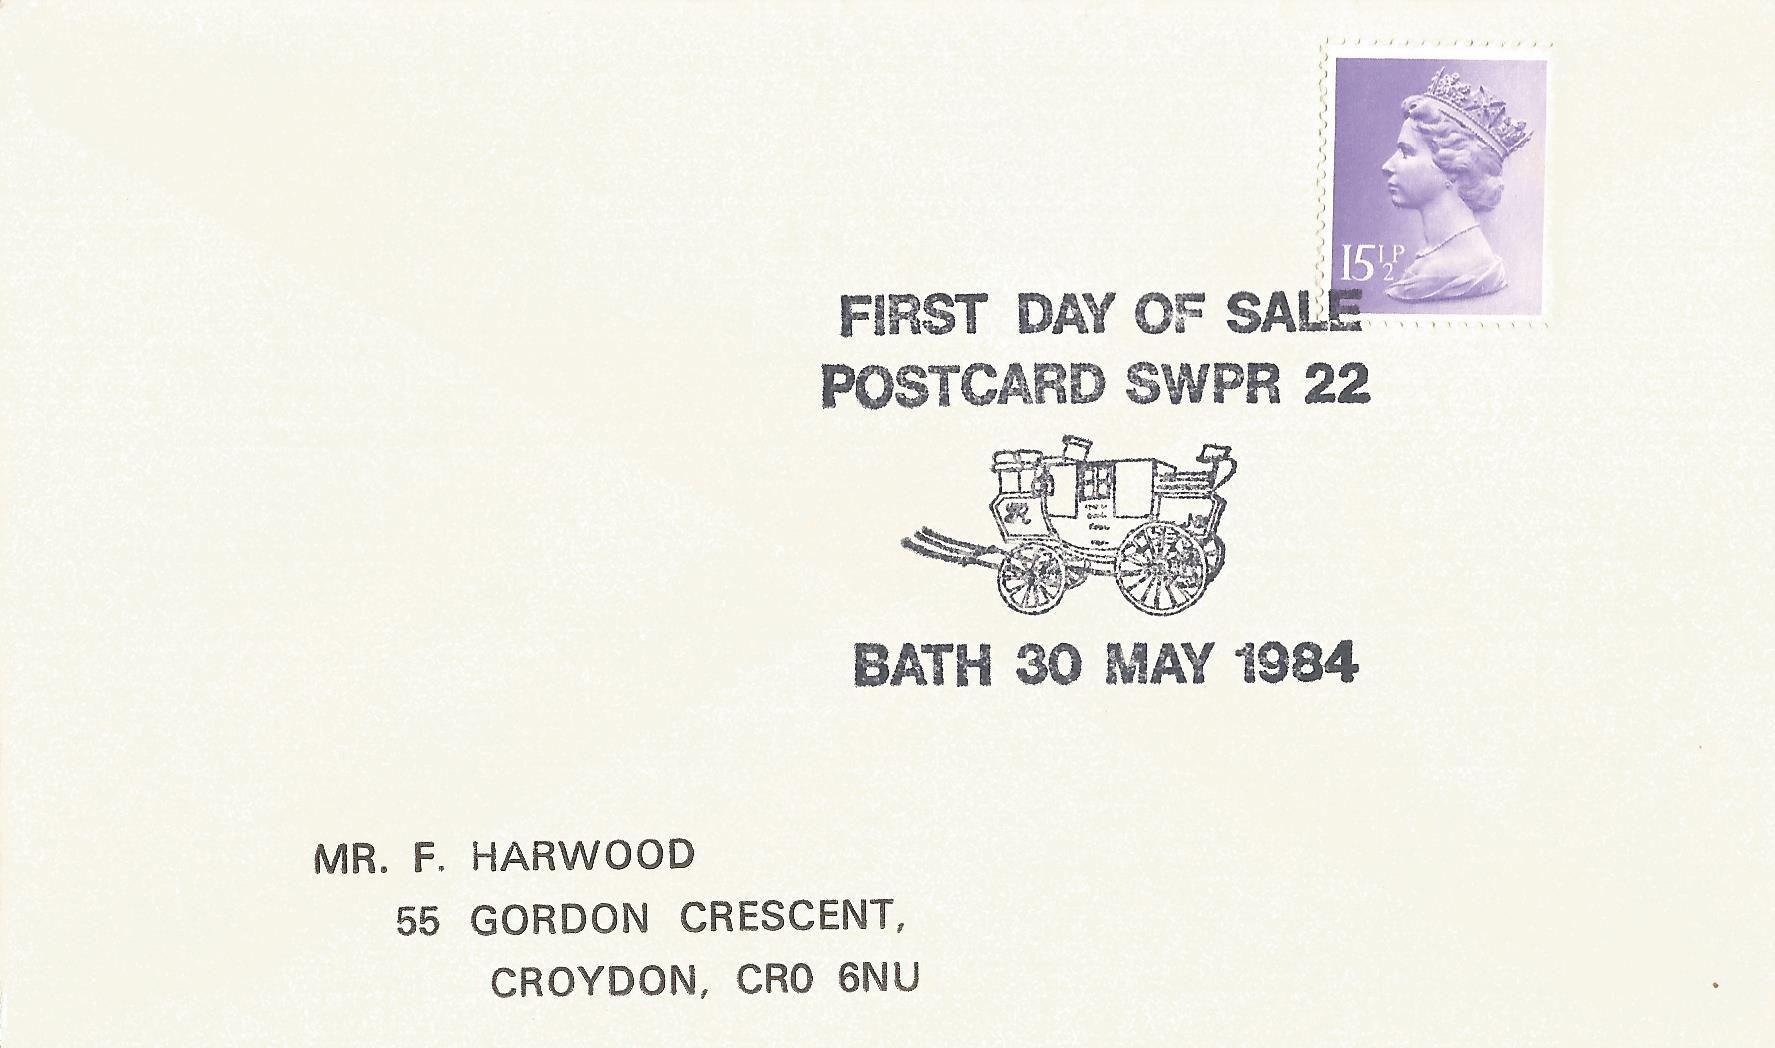 15½P
FIRST DAY OF SALE
POSTCARD SWPR 22
BATH 30 MAY 1984
MR. F. HARWOOD
55 GORDON CRESCENT,
CROYDON, CR0 6NU